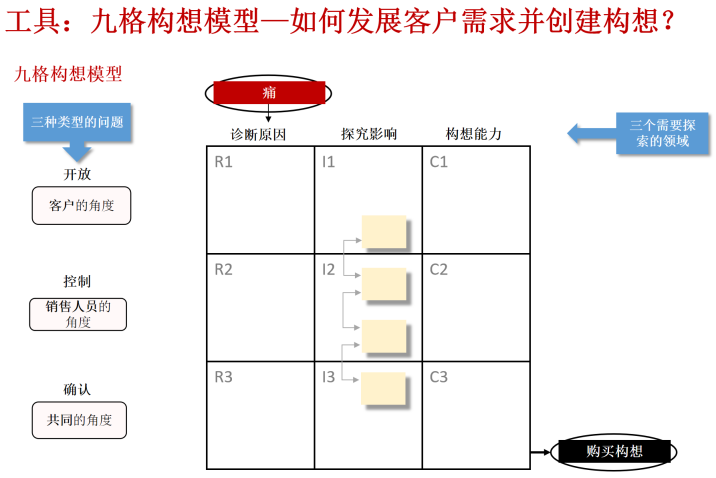 工具：九格构想模型—如何发展客户需求并创建构想？
九格构想模型
痛
三种类型的问题
三个需要探
索的领域
诊断原因
探究影响
构想能力
开放
客户的角度
R1
I1
C1
控制
销售人员的
角度
R2
I2
C2
确认
共同的角度
R3
I3
C3
购买构想